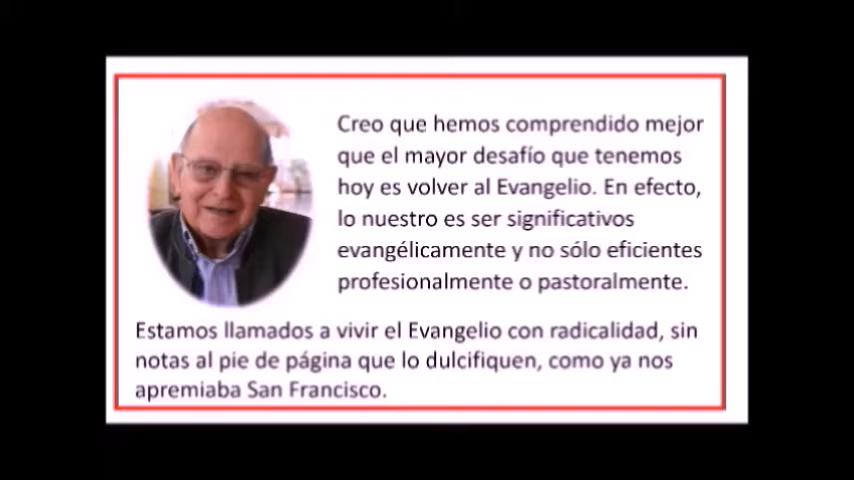 Creo que hemos comprendido mejor
que el mayor desafío que tenemos
hoy es volver al Evangelio. En efecto,
lo nuestro es ser significativos
evangélicamente y no sólo eficientes
profesionalmente o pastoralmente.
Estamos llamados a vivir el Evangelio con radicalidad, sin
notas al pie de página que lo dulcifiquen, como ya nos
apremiaba San Francisco.